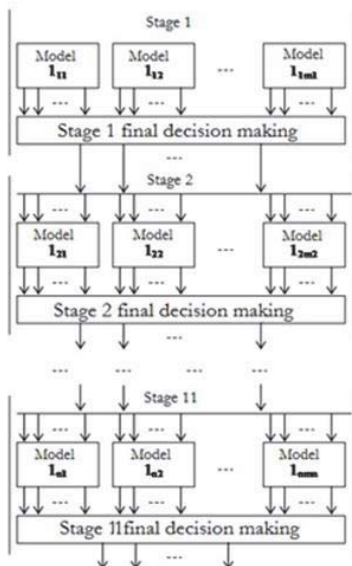 Stage 1
Model Model Model
1₁₁ 1₁₂ --- 1₁ₘ₁
--- --- ---
Stage 1 final decision making
---
Stage 2
--- --- ---
Model Model Model
1₂₁ 1₂₂ --- 1₂ₘ₂
--- --- ---
Stage 2 final decision making
---
--- --- --- ---
---
Stage 11
--- --- ---
Model Model Model
1ₙ₁ 1ₙ₂ --- 1ₙₘₙ
--- --- ---
Stage 11final decision making
---